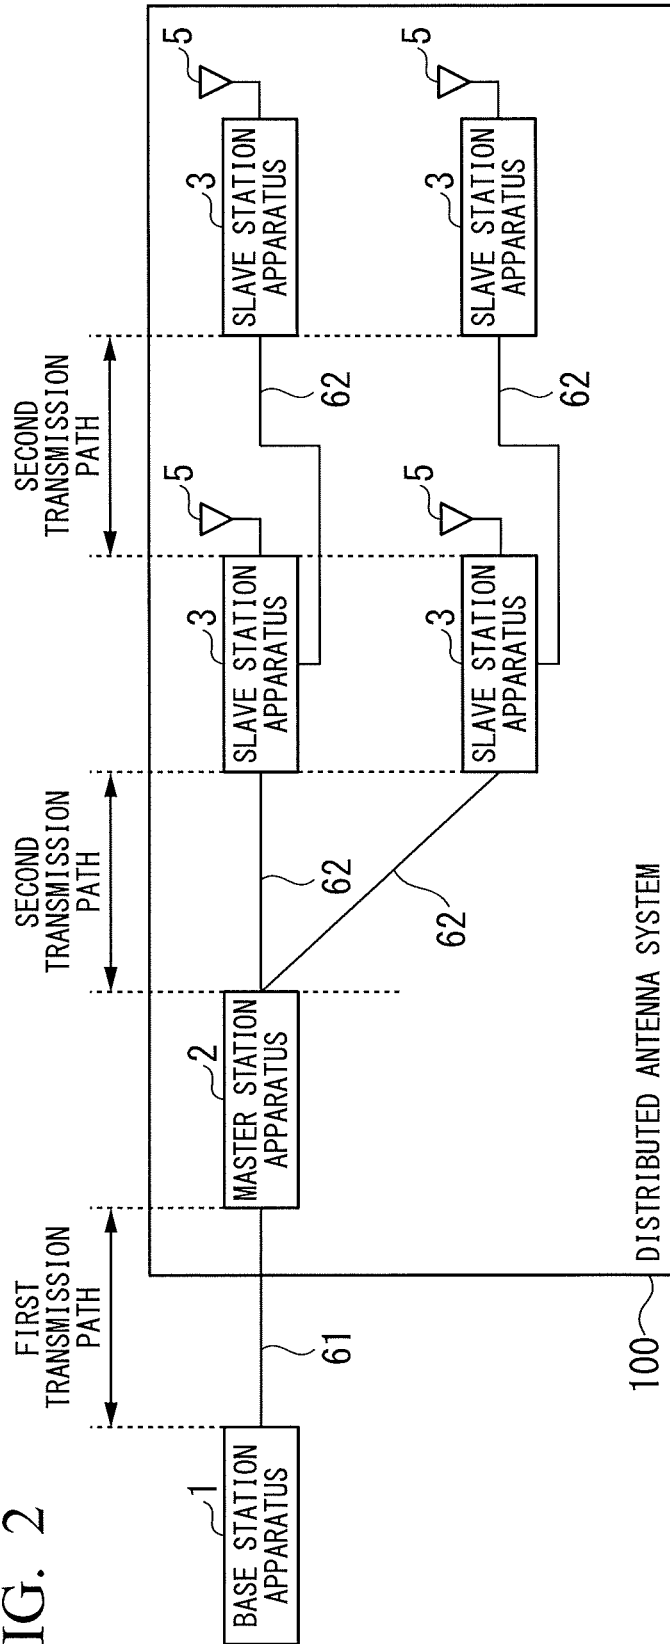 IG. 2
FIRST
TRANSMISSION
PATH
SECOND
TRANSMISSION
PATH
SECOND
TRANSMISSION
PATH
1
BASE STATION
APPARATUS
61
2
MASTER STATION
APPARATUS
62
62
3
SLAVE STATION
APPARATUS
5
62
3
SLAVE STATION
APPARATUS
5
3
SLAVE STATION
APPARATUS
5
62
3
SLAVE STATION
APPARATUS
5
100
DISTRIBUTED ANTENNA SYSTEM